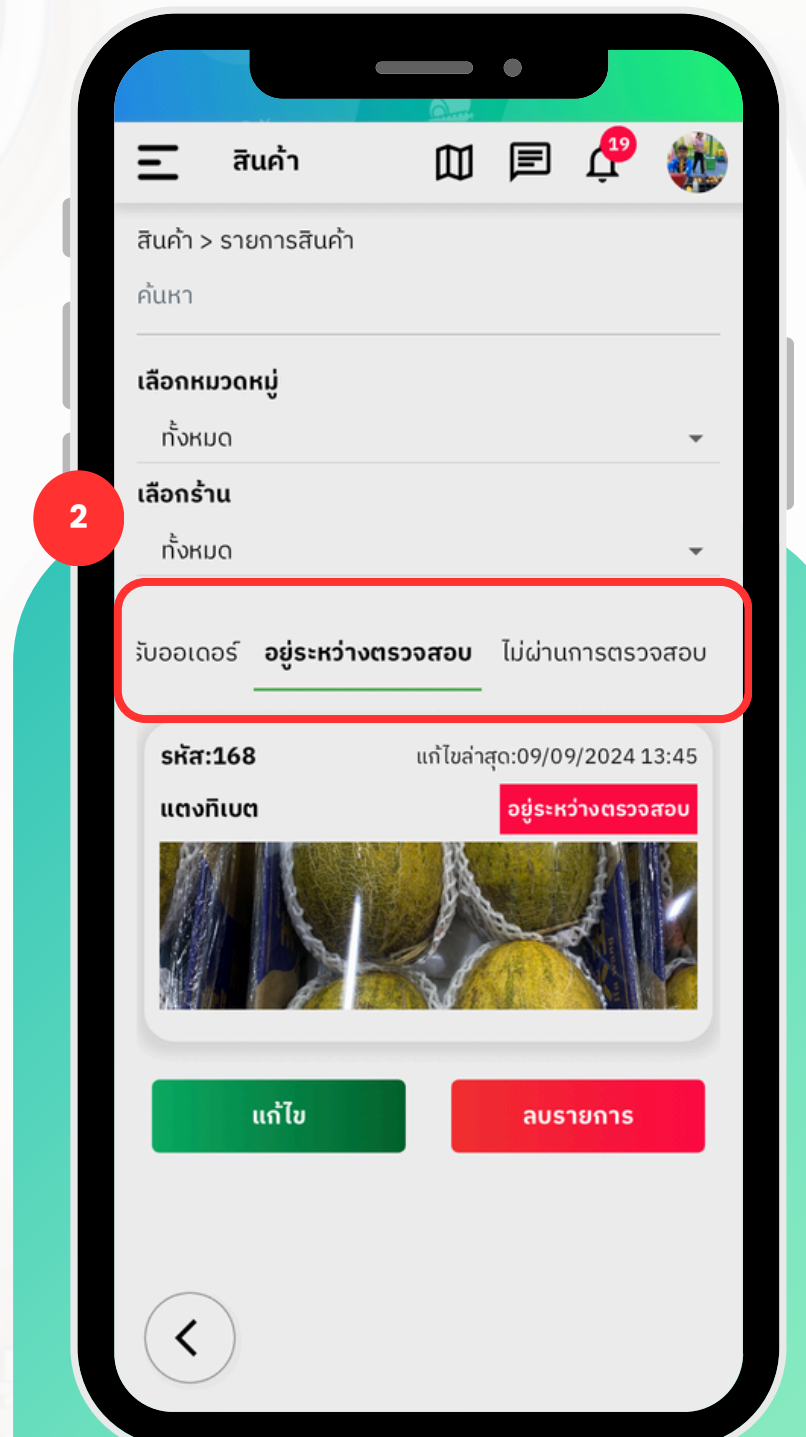 สินค้า
19
สินค้า > รายการสินค้า
ค้นหา
เลือกหมวดหมู่
ทั้งหมด
2
เลือกร้าน
ทั้งหมด
รับออเดอร์ อยู่ระหว่างตรวจสอบ ไม่ผ่านการตรวจสอบ
รหัส:168 แก้ไขล่าสุด:09/09/2024 13:45
แตงทิเบต อยู่ระหว่างตรวจสอบ
แก้ไข ลบรายการ